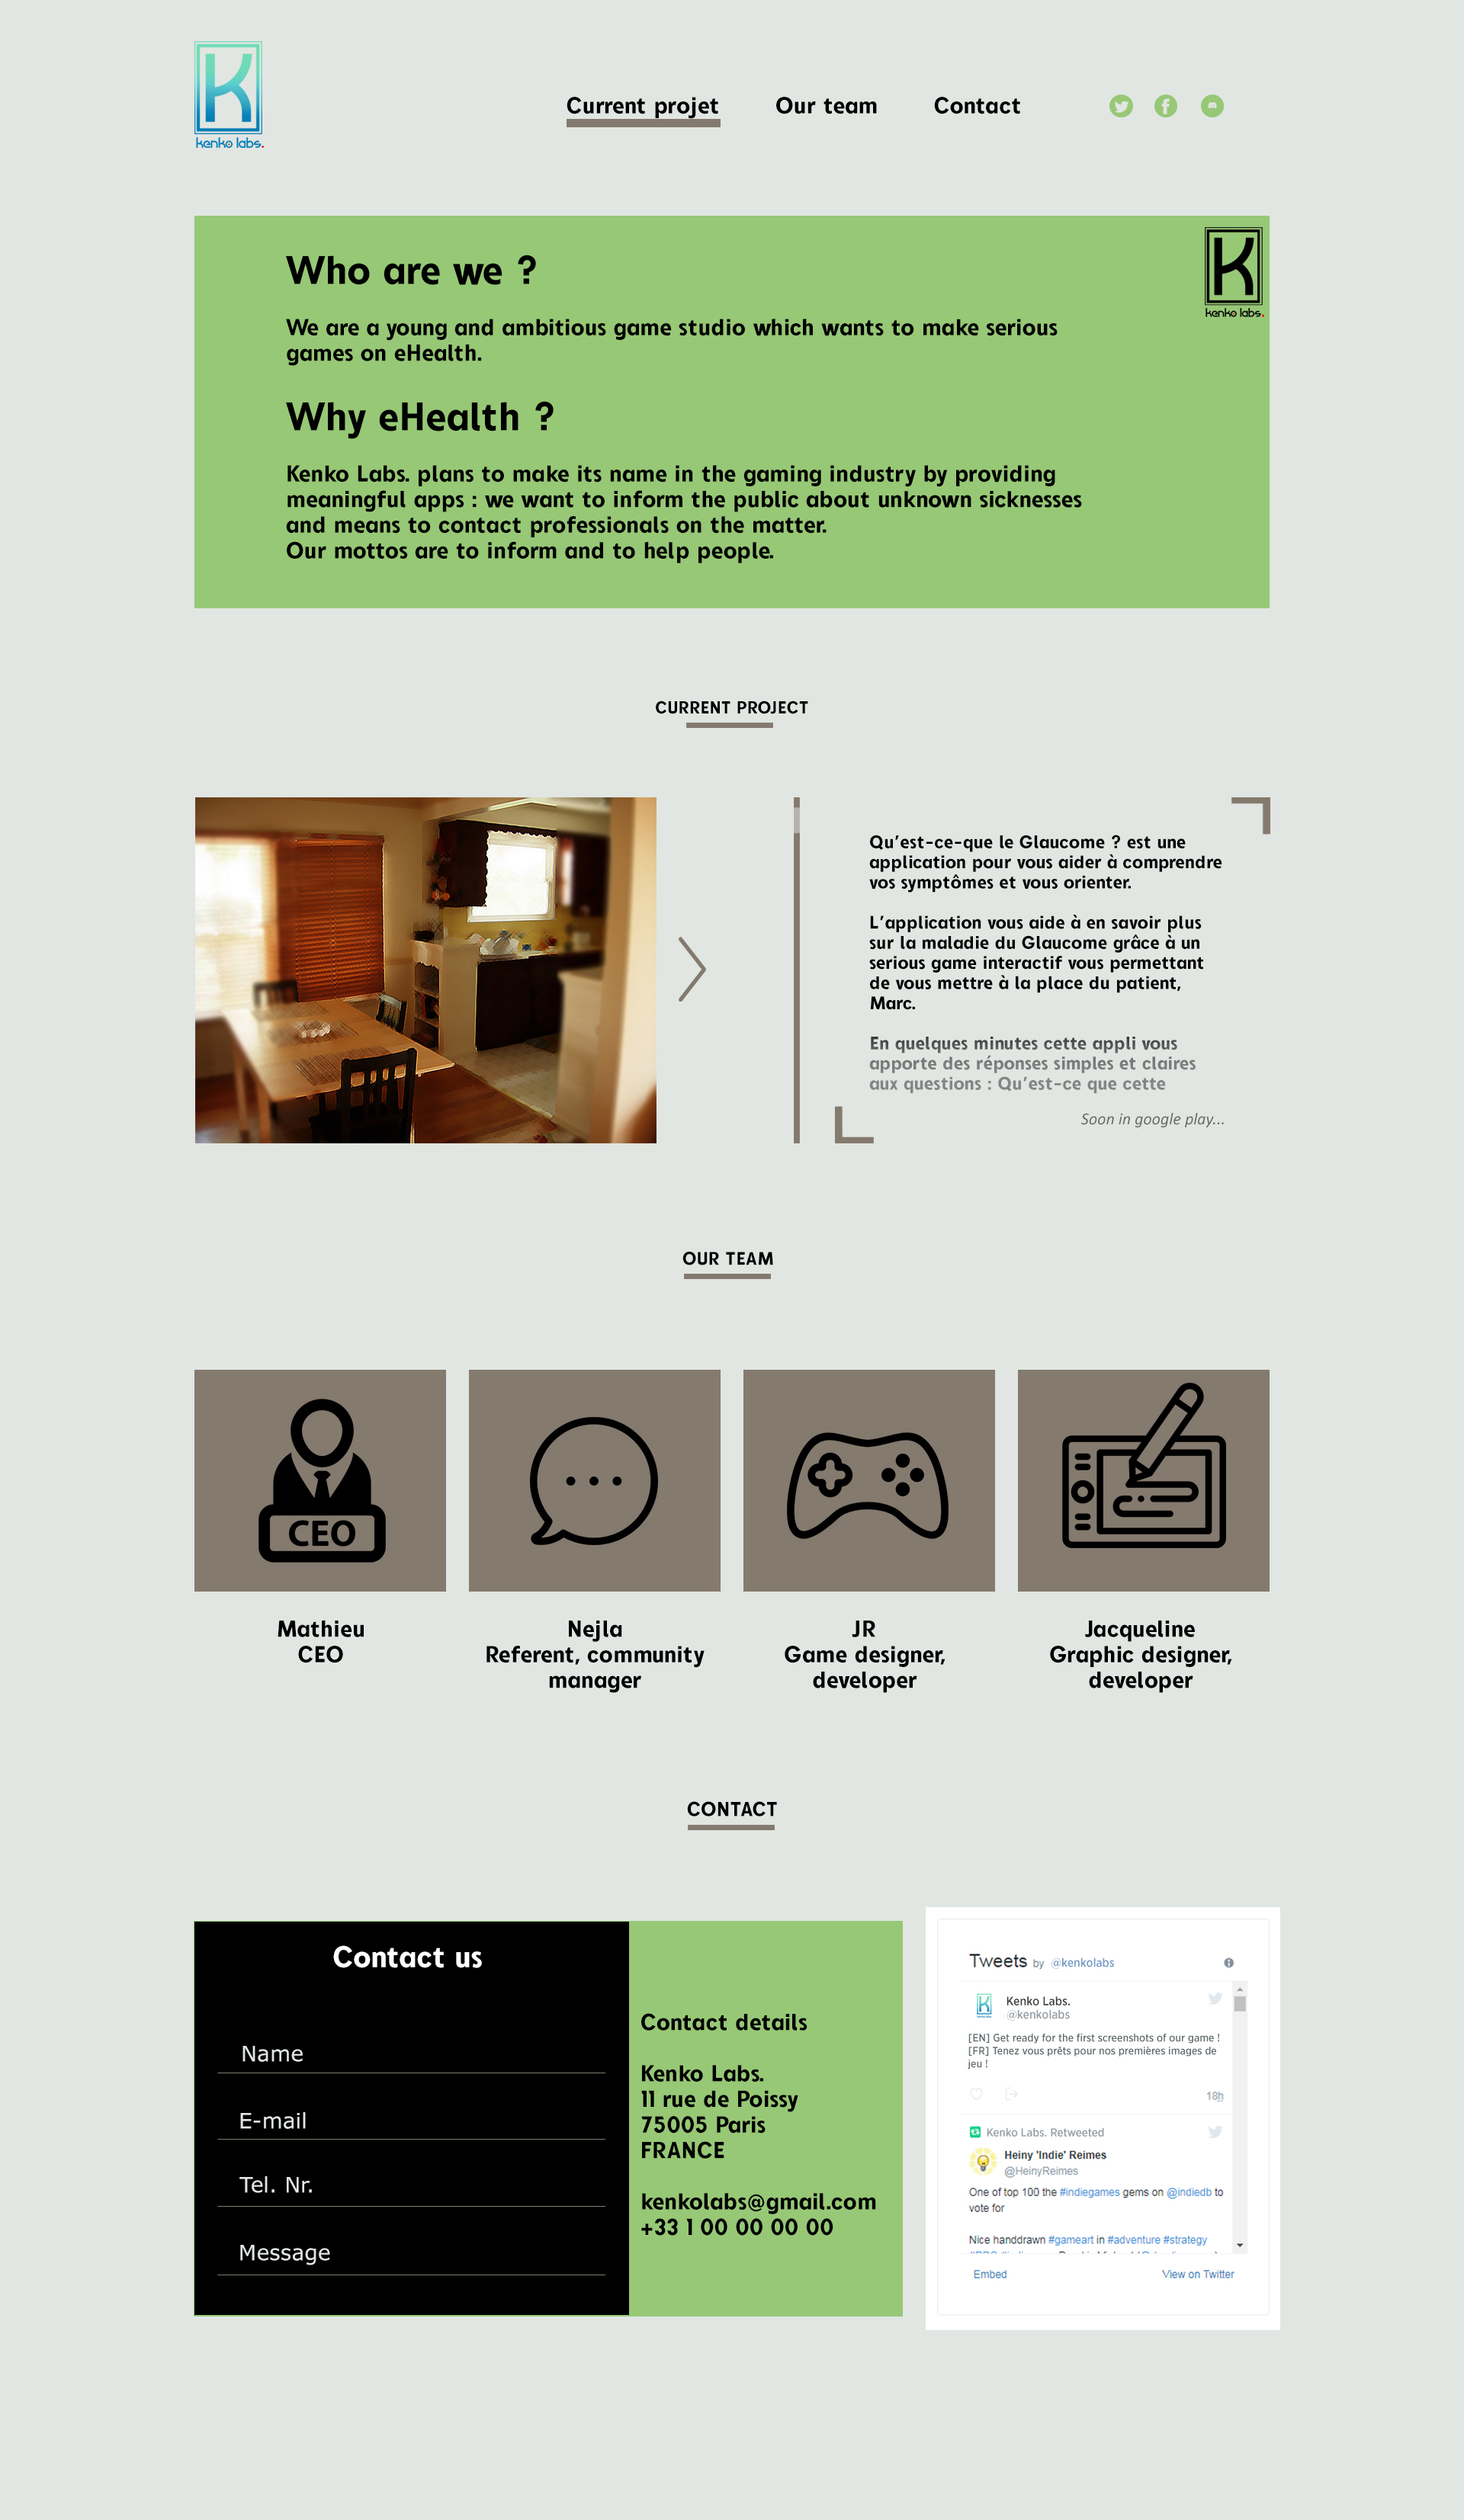 kenko labs.
Current projet
Our team
Contact
kenko labs.
Who are we ?
We are a young and ambitious game studio which wants to make serious
games on eHealth.
Why eHealth ?
Kenko Labs. plans to make its name in the gaming industry by providing
meaningful apps : we want to inform the public about unknown sicknesses
and means to contact professionals on the matter.
Our mottos are to inform and to help people.
CURRENT PROJECT
Qu'est-ce-que le Glaucome ? est une
application pour vous aider à comprendre
vos symptômes et vous orienter.
L'application vous aide à en savoir plus
sur la maladie du Glaucome grâce à un
serious game interactif vous permettant
de vous mettre à la place du patient,
Marc.
En quelques minutes cette appli vous
apporte des réponses simples et claires
aux questions : Qu'est-ce que cette
Soon in google play...
OUR TEAM
CEO
Mathieu
CEO
Nejla
Referent, community
manager
JR
Game designer,
developer
Jacqueline
Graphic designer,
developer
CONTACT
Contact us
Name
E-mail
Tel. Nr.
Message
Contact details
Kenko Labs.
11 rue de Poissy
75005 Paris
FRANCE
kenkolabs@gmail.com
+33 1 00 00 00 00
Tweets by @kenkolabs
Kenko Labs.
@kenkolabs
[EN] Get ready for the first screenshots of our game !
[FR] Tenez vous prêts pour nos premières images de
jeu !
18h
Kenko Labs. Retweeted
Heiny 'Indie' Reimes
@HeinyReimes
One of top 100 the #indiegames gems on @indiedb to
vote for
Nice handdrawn #gameart in #adventure #strategy
Embed
View on Twitter